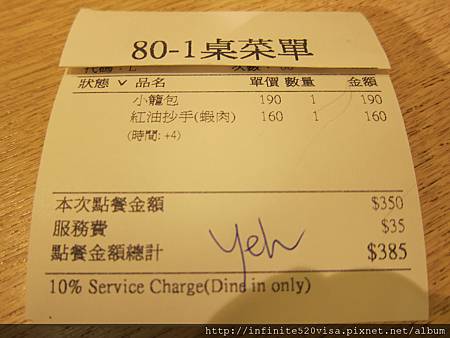 80-1桌菜單
狀態 ∨ 品名 單價 數量 金額
小籠包 190 1 190
紅油抄手(蝦肉) 160 1 160
(時間: +4)
本次點餐金額 $350
服務費 $35
點餐金額總計 $385
Yeh
10% Service Charge(Dine in only)
http://infinite520visa.pixnet.net/album